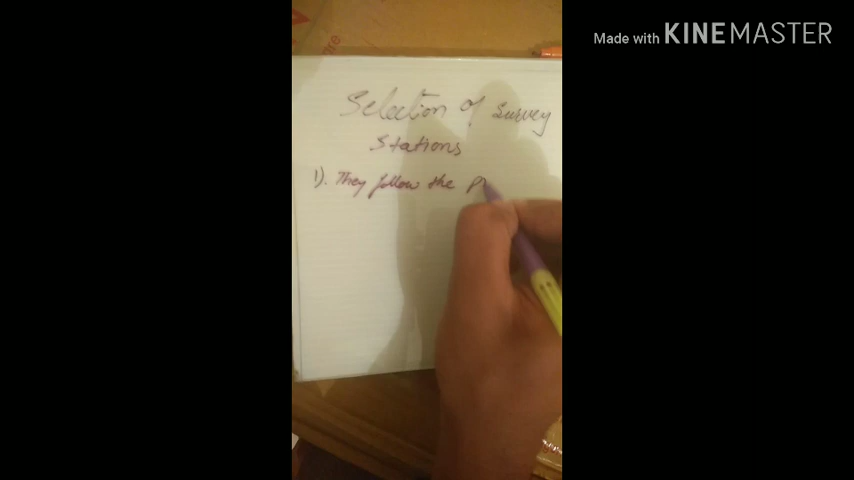 Made with KINEMASTER
Selection of survey
stations
1). They follow the P